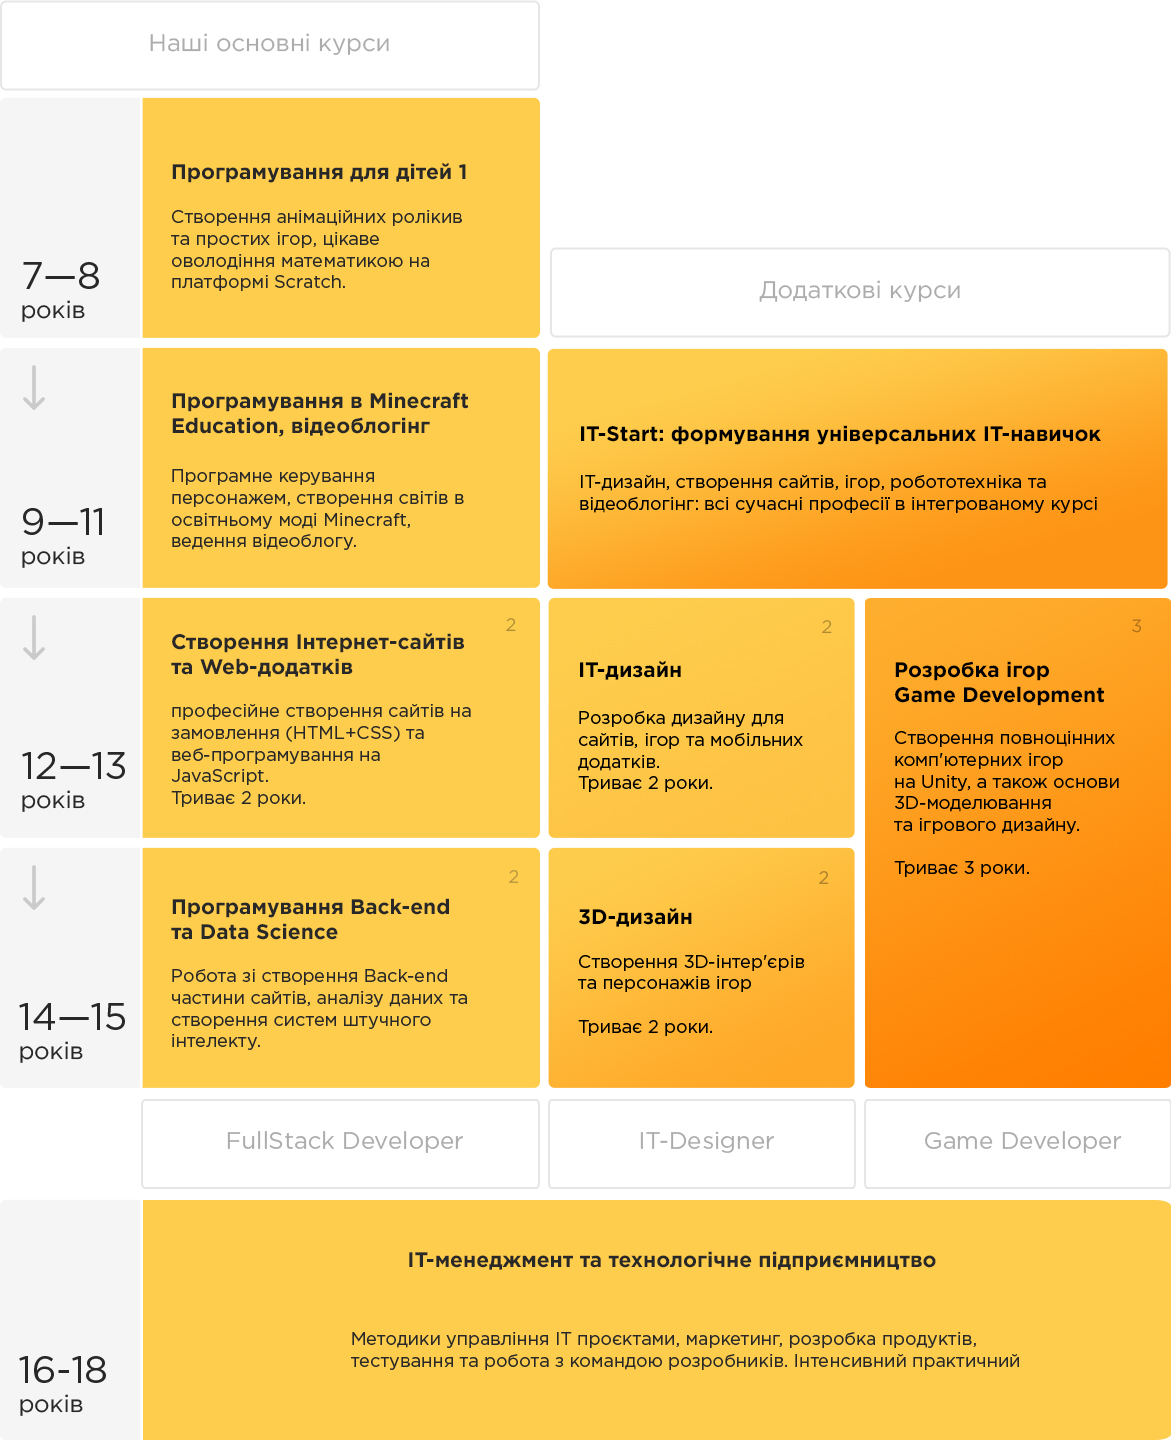 Наші основні курси
7—8
років
Програмування для дітей 1
Створення анімаційних роликив
та простих ігор, цікаве
оволодіння математикою на
платформі Scratch.
Додаткові курси
9—11
років
Програмування в Minecraft
Education, відеоблогінг
Програмне керування
персонажем, створення світів в
освітньому моді Minecraft,
ведення відеоблогу.
IT-Start: формування універсальних IT-навичок
IT-дизайн, створення сайтів, ігор, робототехніка та
відеоблогінг: всі сучасні професії в інтегрованому курсі
12—13
років
2
Створення Інтернет-сайтів
та Web-додатків
професійне створення сайтів на
замовлення (HTML+CSS) та
веб-програмування на
JavaScript.
Триває 2 роки.
2
IT-дизайн
Розробка дизайну для
сайтів, ігор та мобільних
додатків.
Триває 2 роки.
3
Розробка ігор
Game Development
Створення повноцінних
комп'ютерних ігор
на Unity, а також основи
3D-моделювання
та ігрового дизайну.
Триває 3 роки.
14—15
років
2
Програмування Back-end
та Data Science
Робота зі створення Back-end
частини сайтів, аналізу даних та
створення систем штучного
інтелекту.
2
3D-дизайн
Створення 3D-інтер'єрів
та персонажів ігор
Триває 2 роки.
FullStack Developer
IT-Designer
Game Developer
16-18
років
IT-менеджмент та технологічне підприємництво
Методики управління IT проєктами, маркетинг, розробка продуктів,
тестування та робота з командою розробників. Інтенсивний практичний